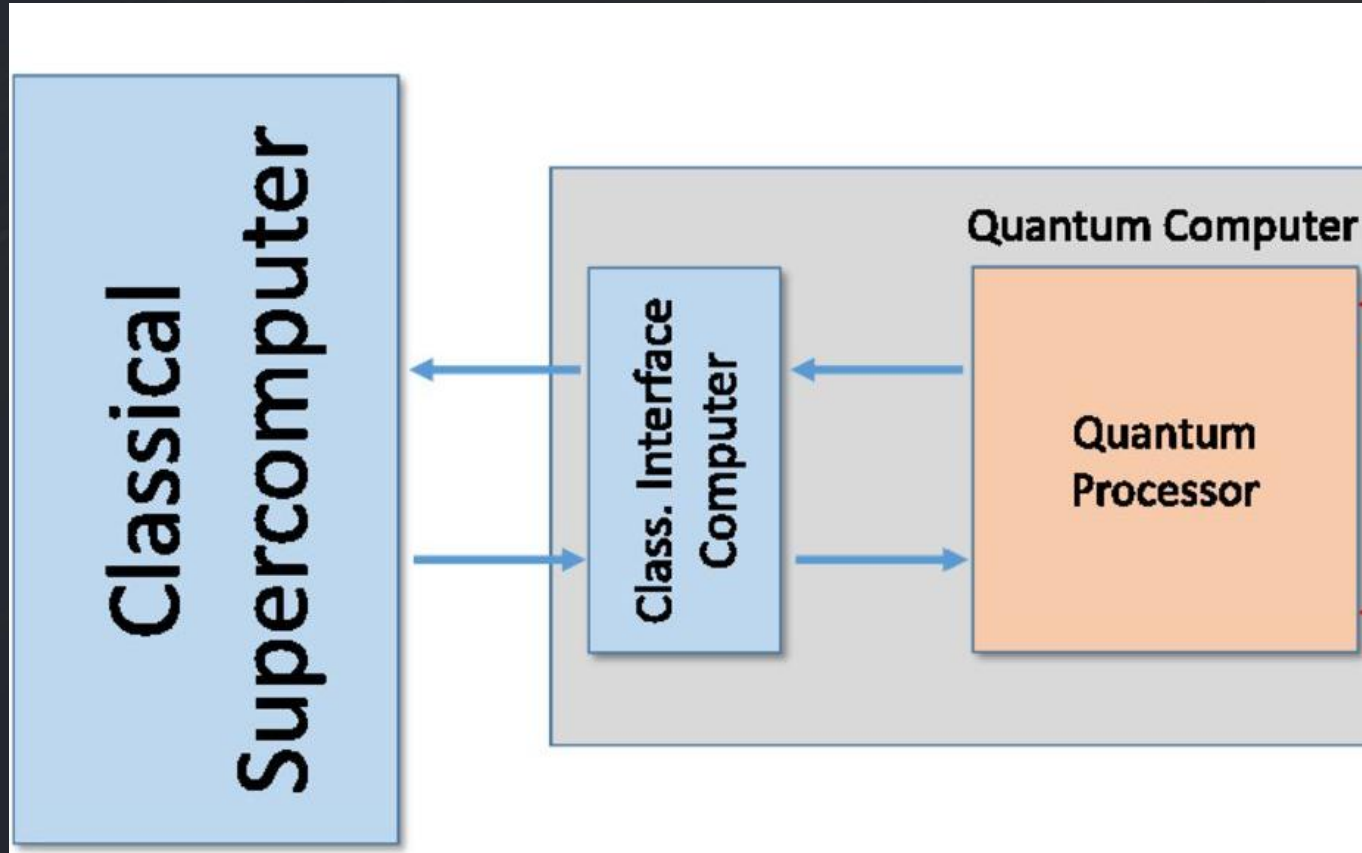 Classical
Supercomputer
Quantum Computer
Class. Interface
Computer
Quantum
Processor